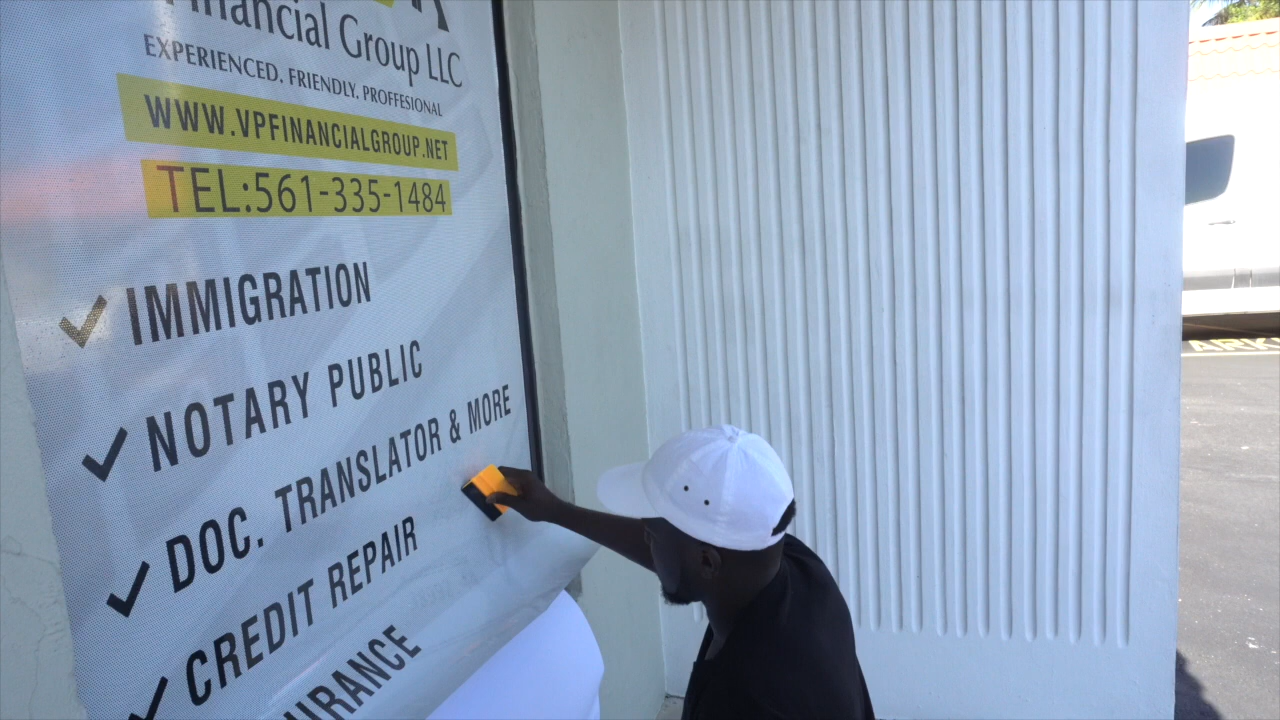 Financial Group LLC
EXPERIENCED. FRIENDLY. PROFFESIONAL
WWW.VPFINANCIALGROUP.NET
TEL:561-335-1484
IMMIGRATION
NOTARY PUBLIC
DOC. TRANSLATOR & MORE
CREDIT REPAIR